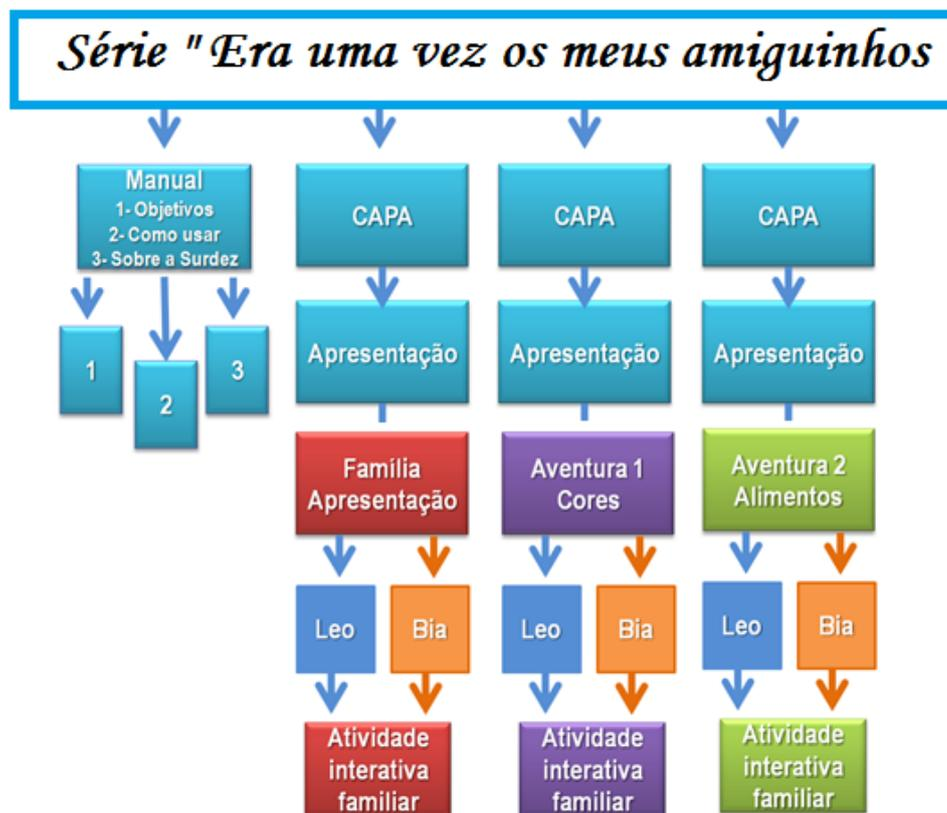 Série " Era uma vez os meus amiguinhos
Manual
1- Objetivos
2- Como usar
3- Sobre a Surdez
1
2
3
CAPA
Apresentação
Família
Apresentação
Leo
Bia
Atividade
interativa
familiar
CAPA
Apresentação
Aventura 1
Cores
Leo
Bia
Atividade
interativa
familiar
CAPA
Apresentação
Aventura 2
Alimentos
Leo
Bia
Atividade
interativa
familiar